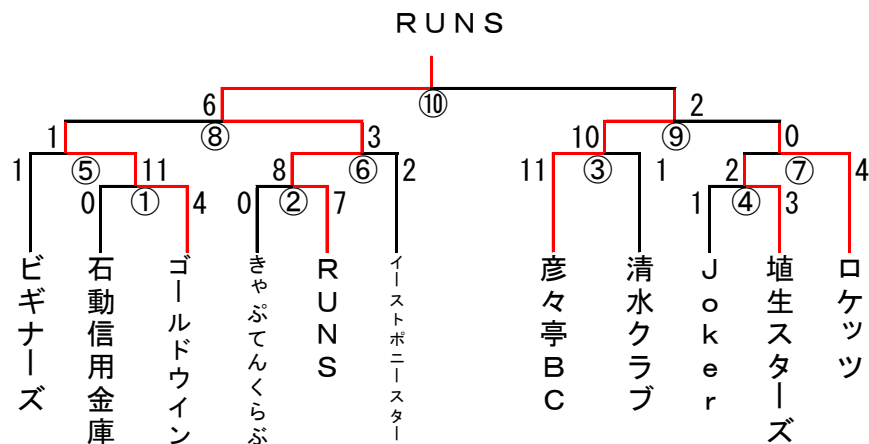 RUNS
⑩
6 2
⑧ ⑨
1 3 10 0
⑤ ⑥ ③ ⑦
1 11 8 2 11 1 2 4
① ② ④
0 4 0 7 1 3
ビギナーズ
石動信用金庫
ゴールドウイン
きゃぷてんくらぶ
RUNS
イーストポニースター
彦々亭BC
清水クラブ
Joker
埴生スターズ
ロケッツ